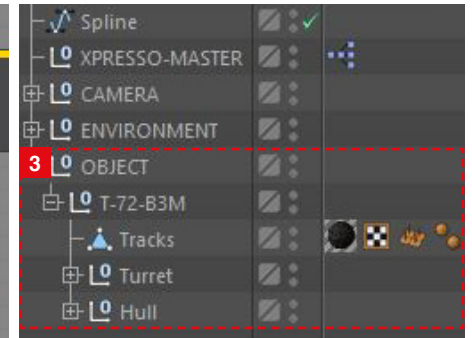 Spline
XPRESSO-MASTER
CAMERA
ENVIRONMENT
3 OBJECT
T-72-B3M
Tracks
Turret
Hull